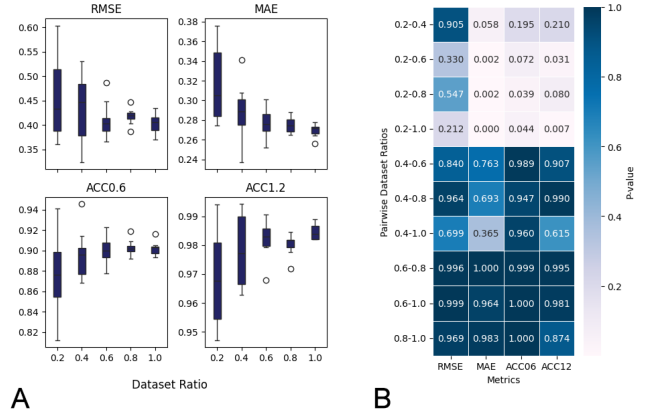 RMSE
MAE
0.60
0.55
0.50
0.45
0.40
0.35
0.38
0.36
0.34
0.32
0.30
0.28
0.26
0.24
ACC0.6
ACC1.2
0.94
0.92
0.90
0.88
0.86
0.84
0.82
0.99
0.98
0.97
0.96
0.95
0.2 0.4 0.6 0.8 1.0
0.2 0.4 0.6 0.8 1.0
Dataset Ratio
A
Pairwise Dataset Ratios
0.2-0.4 0.905 0.058 0.195 0.210
0.2-0.6 0.330 0.002 0.072 0.031
0.2-0.8 0.547 0.002 0.039 0.080
0.2-1.0 0.212 0.000 0.044 0.007
0.4-0.6 0.840 0.763 0.989 0.907
0.4-0.8 0.964 0.693 0.947 0.990
0.4-1.0 0.699 0.365 0.960 0.615
0.6-0.8 0.996 1.000 0.999 0.995
0.6-1.0 0.999 0.964 1.000 0.981
0.8-1.0 0.969 0.983 1.000 0.874
RMSE MAE ACC06 ACC12
Metrics
1.0
0.8
0.6
0.4
0.2
P-value
B